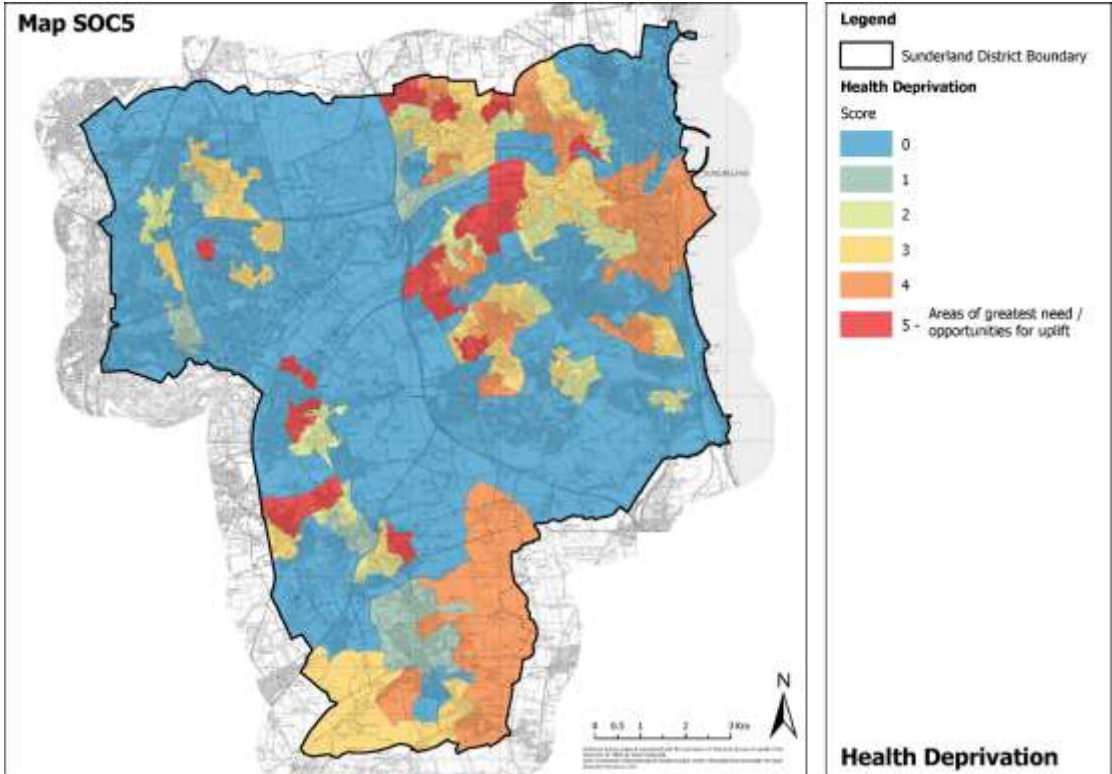 Map SOC5
Legend
Sunderland District Boundary
Health Deprivation
Score
0
1
2
3
4
5 - Areas of greatest need /
opportunities for uplift
SUNDERLAND
N
0 0.5 1 2 3 Km
Health Deprivation